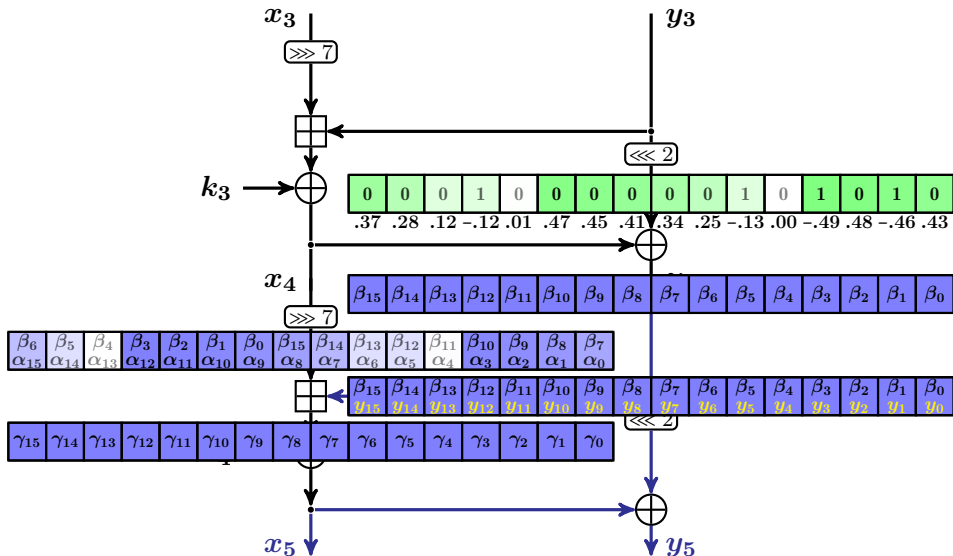 x₃ y₃
⋙ 7
⋘ 2
k₃
0 0 0 1 0 0 0 0 0 0 1 0 1 0 1 0
.37 .28 .12 −.12 .01 .47 .45 .41 .34 .25 −.13 .00 −.49 .48 −.46 .43
x₄
β₁₅ β₁₄ β₁₃ β₁₂ β₁₁ β₁₀ β₉ β₈ β₇ β₆ β₅ β₄ β₃ β₂ β₁ β₀
⋙ 7
β₆ β₅ β₄ β₃ β₂ β₁ β₀ β₁₅ β₁₄ β₁₃ β₁₂ β₁₁ β₁₀ β₉ β₈ β₇
α₁₅ α₁₄ α₁₃ α₁₂ α₁₁ α₁₀ α₉ α₈ α₇ α₆ α₅ α₄ α₃ α₂ α₁ α₀
β₁₅ β₁₄ β₁₃ β₁₂ β₁₁ β₁₀ β₉ β₈ β₇ β₆ β₅ β₄ β₃ β₂ β₁ β₀
y₁₅ y₁₄ y₁₃ y₁₂ y₁₁ y₁₀ y₉ y₈ y₇ y₆ y₅ y₄ y₃ y₂ y₁ y₀
⋘ 2
γ₁₅ γ₁₄ γ₁₃ γ₁₂ γ₁₁ γ₁₀ γ₉ γ₈ γ₇ γ₆ γ₅ γ₄ γ₃ γ₂ γ₁ γ₀
x₅ y₅